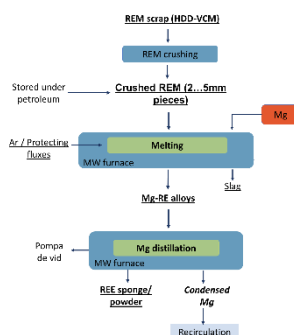 REM scrap (HDD-VCM)
REM crushing
Stored under
petroleum
Crushed REM (2...5mm
pieces)
Mg
Ar / Protecting
fluxes
Melting
MW furnace
Slag
Mg-RE alloys
Pompa
de vid
Mg distillation
MW furnace
REE sponge/
powder
Condensed
Mg
Recirculation